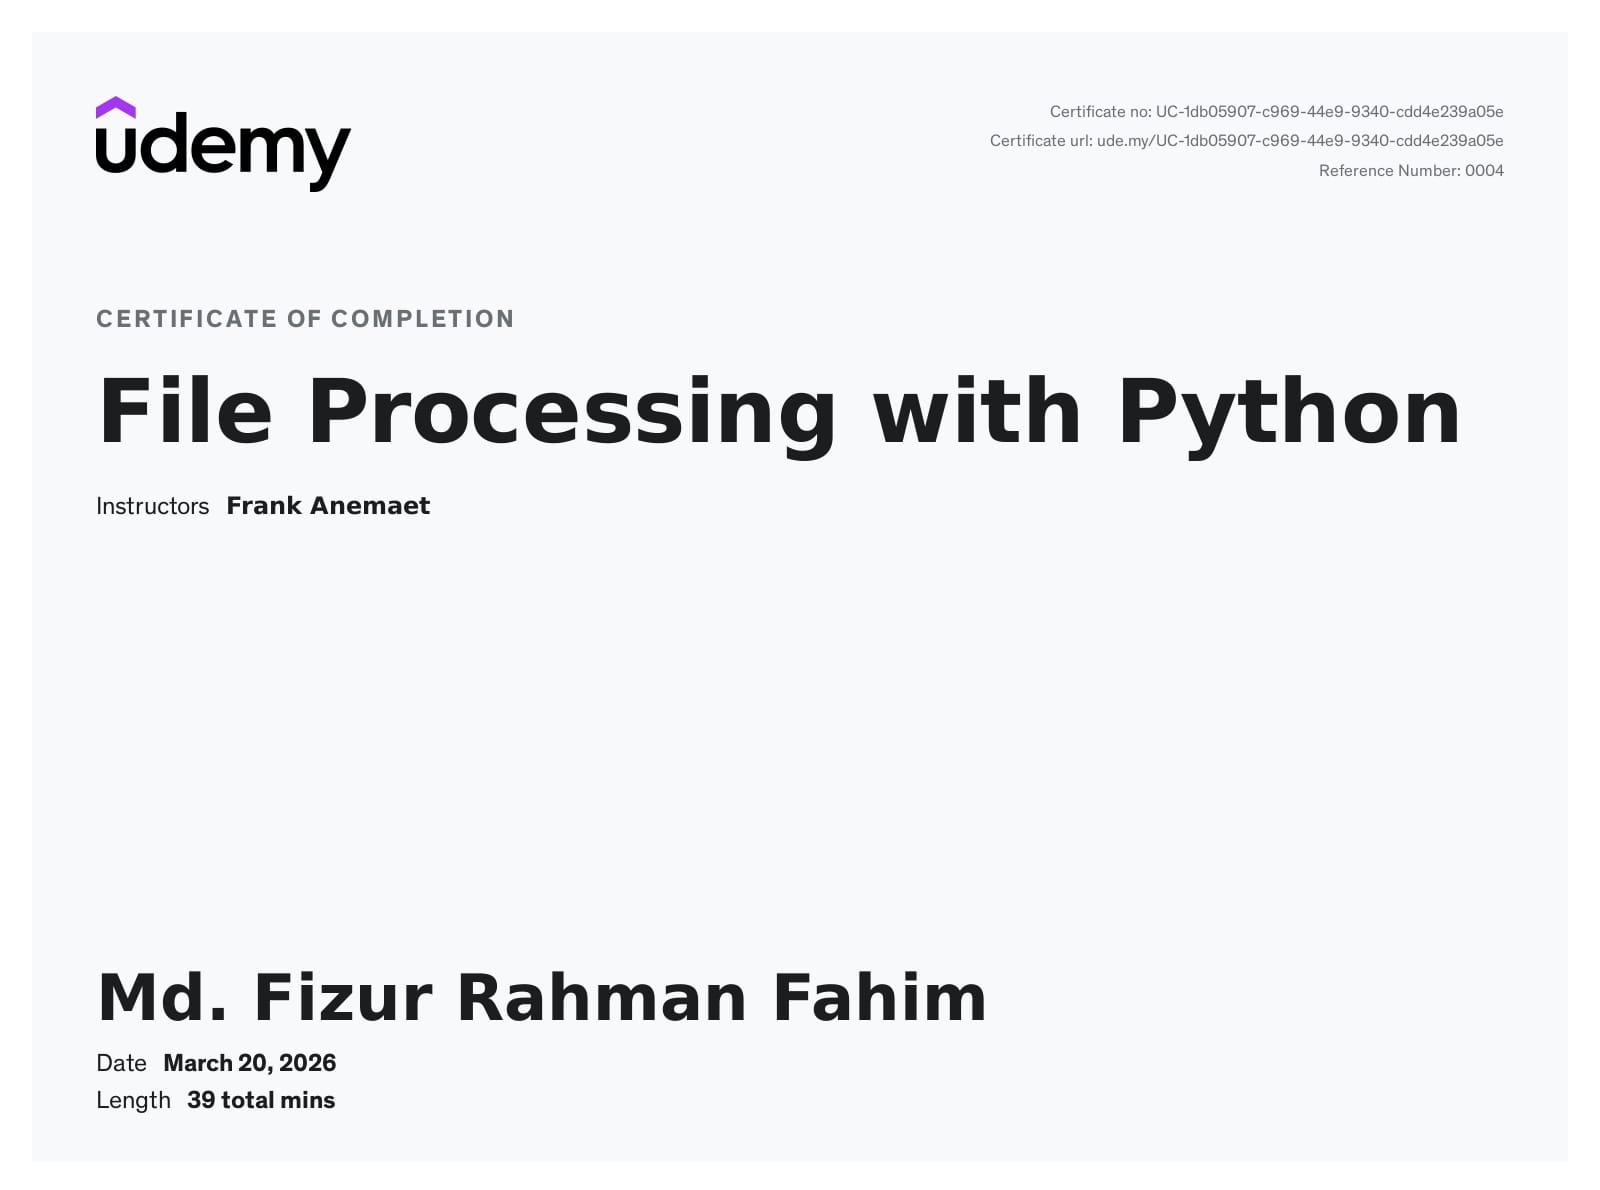 udemy
Certificate no: UC-1db05907-c969-44e9-9340-cdd4e239a05e
Certificate url: ude.my/UC-1db05907-c969-44e9-9340-cdd4e239a05e
Reference Number: 0004
CERTIFICATE OF COMPLETION
File Processing with Python
Instructors Frank Anemaet
Md. Fizur Rahman Fahim
Date March 20, 2026
Length 39 total mins